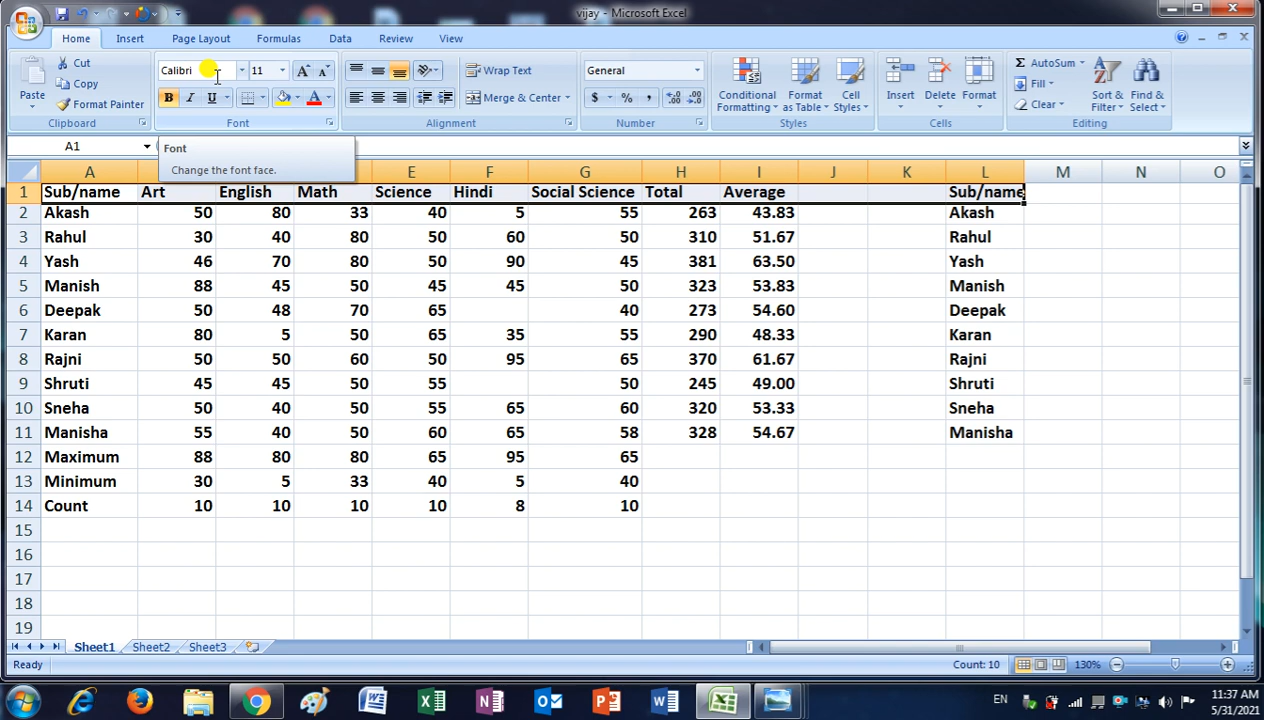 vijay - Microsoft Excel
Home Insert Page Layout Formulas Data Review View
Paste
Cut
Copy
Format Painter
Clipboard
Calibri 11
B I U
Font
Wrap Text
Merge & Center
Alignment
General
$ % ,
Number
Conditional Formatting
Format as Table
Cell Styles
Styles
Insert Delete Format
Cells
Σ AutoSum
Fill
Clear
Sort & Filter
Find & Select
Editing
A1
Font
Change the font face.
A E F G H I J K L M N O
1 Sub/name Art English Math Science Hindi Social Science Total Average Sub/name
2 Akash 50 80 33 40 5 55 263 43.83 Akash
3 Rahul 30 40 80 50 60 50 310 51.67 Rahul
4 Yash 46 70 80 50 90 45 381 63.50 Yash
5 Manish 88 45 50 45 45 50 323 53.83 Manish
6 Deepak 50 48 70 65 40 273 54.60 Deepak
7 Karan 80 5 50 65 35 55 290 48.33 Karan
8 Rajni 50 50 60 50 95 65 370 61.67 Rajni
9 Shruti 45 45 50 55 50 245 49.00 Shruti
10 Sneha 50 40 50 55 65 60 320 53.33 Sneha
11 Manisha 55 40 50 60 65 58 328 54.67 Manisha
12 Maximum 88 80 80 65 95 65
13 Minimum 30 5 33 40 5 40
14 Count 10 10 10 10 8 10
15
16
17
18
19
Sheet1 Sheet2 Sheet3
Ready Count: 10 130%
EN 11:37 AM
5/31/2021